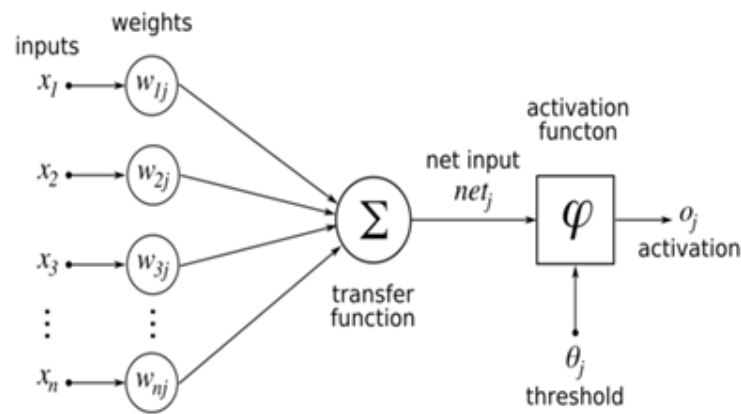 inputs
weights
x₁
w₁ⱼ
x₂
w₂ⱼ
x₃
w₃ⱼ
⋮
⋮
xₙ
wₙⱼ
Σ
transfer
function
net input
netⱼ
activation
functon
φ
oⱼ
activation
θⱼ
threshold